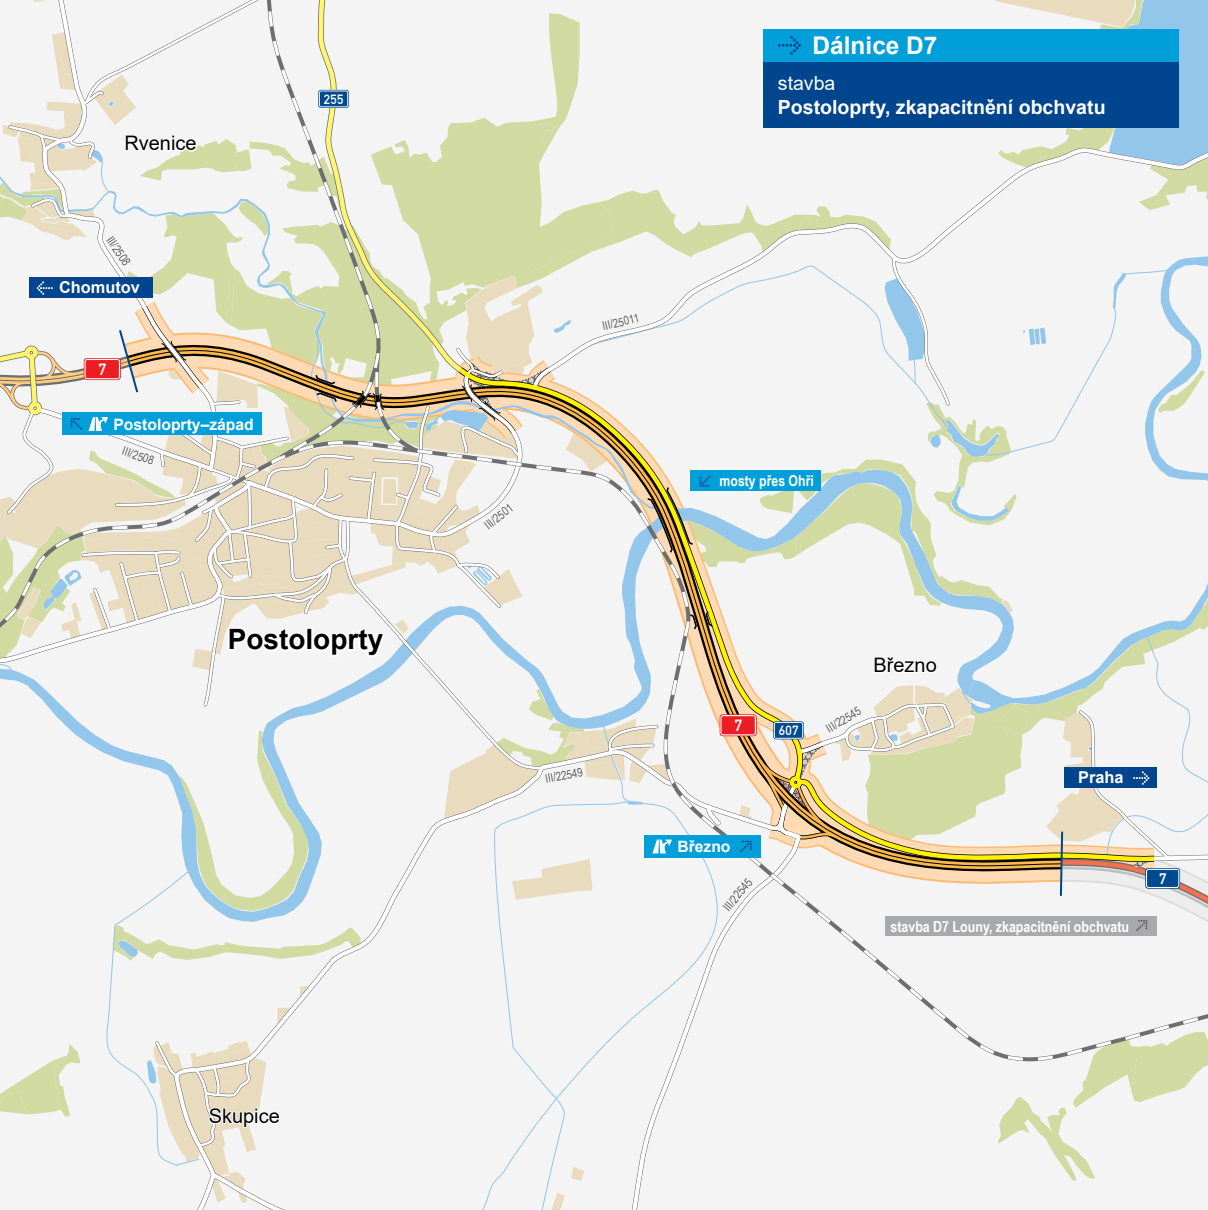 Dálnice D7
stavba
Postoloprty, zkapacitnění obchvatu
255
Rvenice
III/2508
Chomutov
III/25011
7
Postoloprty–západ
III/2508
mosty přes Ohři
III/2501
Postoloprty
Březno
III/22545
7
607
Praha
III/22549
Březno
7
III/22545
stavba D7 Louny, zkapacitnění obchvatu
Skupice